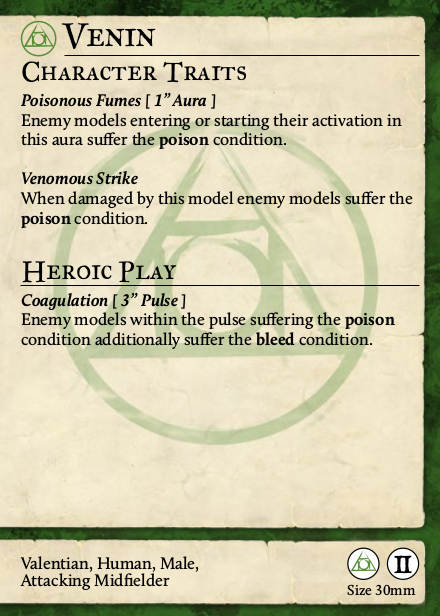 Venin
Character Traits
Poisonous Fumes [ 1” Aura ]
Enemy models entering or starting their activation in
this aura suffer the poison condition.
Venomous Strike
When damaged by this model enemy models suffer the
poison condition.
Heroic Play
Coagulation [ 3” Pulse ]
Enemy models within the pulse suffering the poison
condition additionally suffer the bleed condition.
Valentian, Human, Male,
Attacking Midfielder
II
Size 30mm